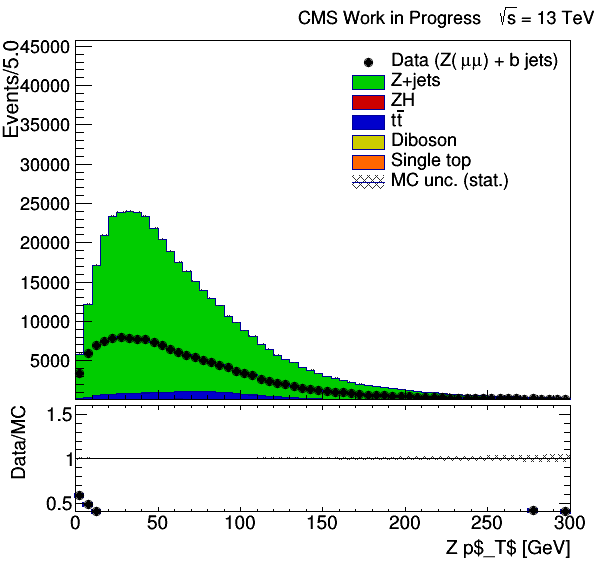 CMS Work in Progress √s = 13 TeV
Events/5.0
45000
40000
35000
30000
25000
20000
15000
10000
5000
Data (Z(μμ) + b jets)
Z+jets
ZH
tt̅
Diboson
Single top
MC unc. (stat.)
Data/MC
1.5
1
0.5
0 50 100 150 200 250 300
Z p$_T$ [GeV]